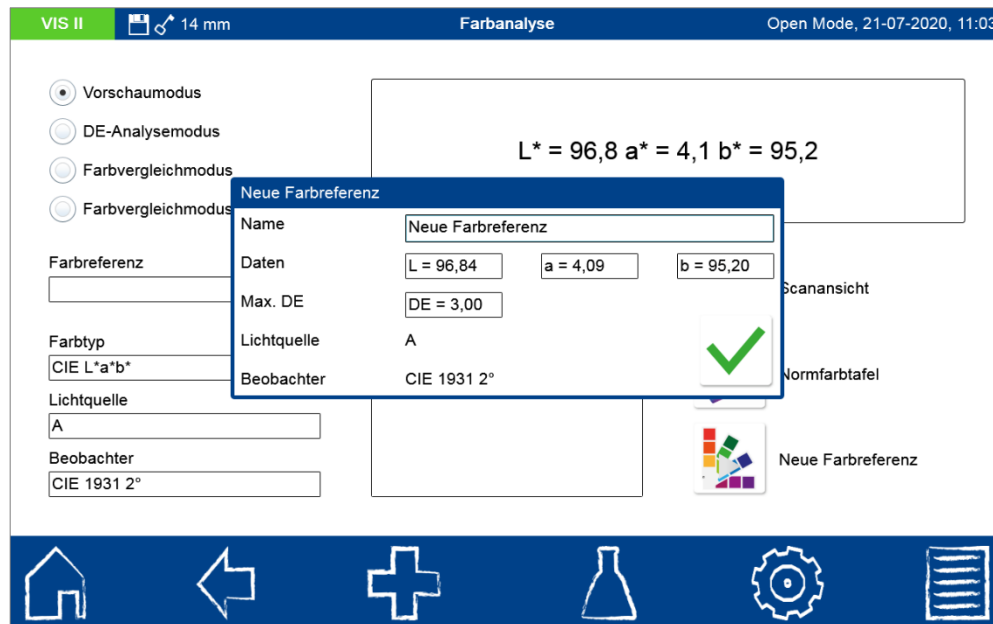 VIS II 14 mm Farbanalyse Open Mode, 21-07-2020, 11:03
Vorschaumodus
DE-Analysemodus
Farbvergleichmodus
Farbvergleichmodus
L* = 96,8 a* = 4,1 b* = 95,2
Neue Farbreferenz
Name Neue Farbreferenz
Daten L = 96,84 a = 4,09 b = 95,20
Max. DE DE = 3,00
Lichtquelle A
Beobachter CIE 1931 2°
Farbreferenz
Farbtyp
CIE L*a*b*
Lichtquelle
A
Beobachter
CIE 1931 2°
Scanansicht
Normfarbtafel
Neue Farbreferenz